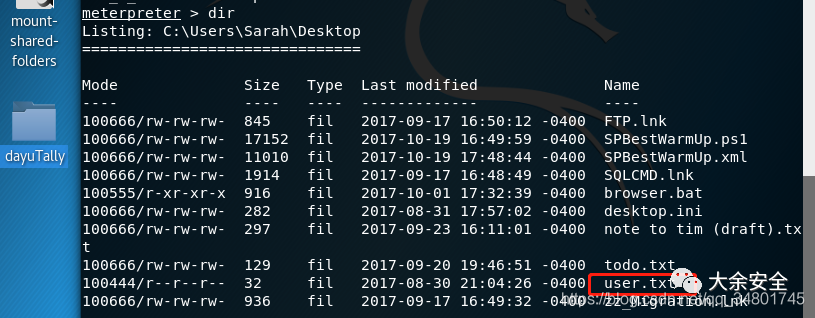 mount-
shared-
folders
dayuTally
meterpreter > dir
Listing: C:\Users\Sarah\Desktop
===============================
Mode Size Type Last modified Name
---- ---- ---- ------------- ----
100666/rw-rw-rw- 845 fil 2017-09-17 16:50:12 -0400 FTP.lnk
100666/rw-rw-rw- 17152 fil 2017-10-19 16:49:59 -0400 SPBestWarmUp.ps1
100666/rw-rw-rw- 11010 fil 2017-10-19 17:48:44 -0400 SPBestWarmUp.xml
100666/rw-rw-rw- 1914 fil 2017-09-17 16:48:49 -0400 SQLCMD.lnk
100555/r-xr-xr-x 916 fil 2017-10-01 17:32:39 -0400 browser.bat
100666/rw-rw-rw- 282 fil 2017-08-31 17:57:02 -0400 desktop.ini
100666/rw-rw-rw- 297 fil 2017-09-23 16:11:01 -0400 note to tim (draft).tx
t
100666/rw-rw-rw- 129 fil 2017-09-20 19:46:51 -0400 todo.txt
100444/r--r--r-- 32 fil 2017-08-30 21:04:26 -0400 user.txt
100666/rw-rw-rw- 936 fil 2017-09-17 16:49:32 -0400 zz_Migration.lnk
大余安全
https://blog.csdn.net/qq_34801745